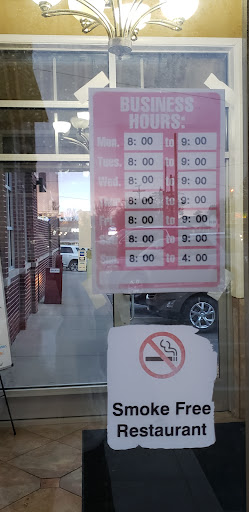 BUSINESS
HOURS:
Mon. 8: 00 to 9: 00
Tues. 8: 00 to 9: 00
Wed. 8: 00 to 9: 00
8: 00 to 9: 00
Fri. 8: 00 to 9: 00
8: 00 to 9: 00
8: 00 to 4: 00
Smoke Free
Restaurant